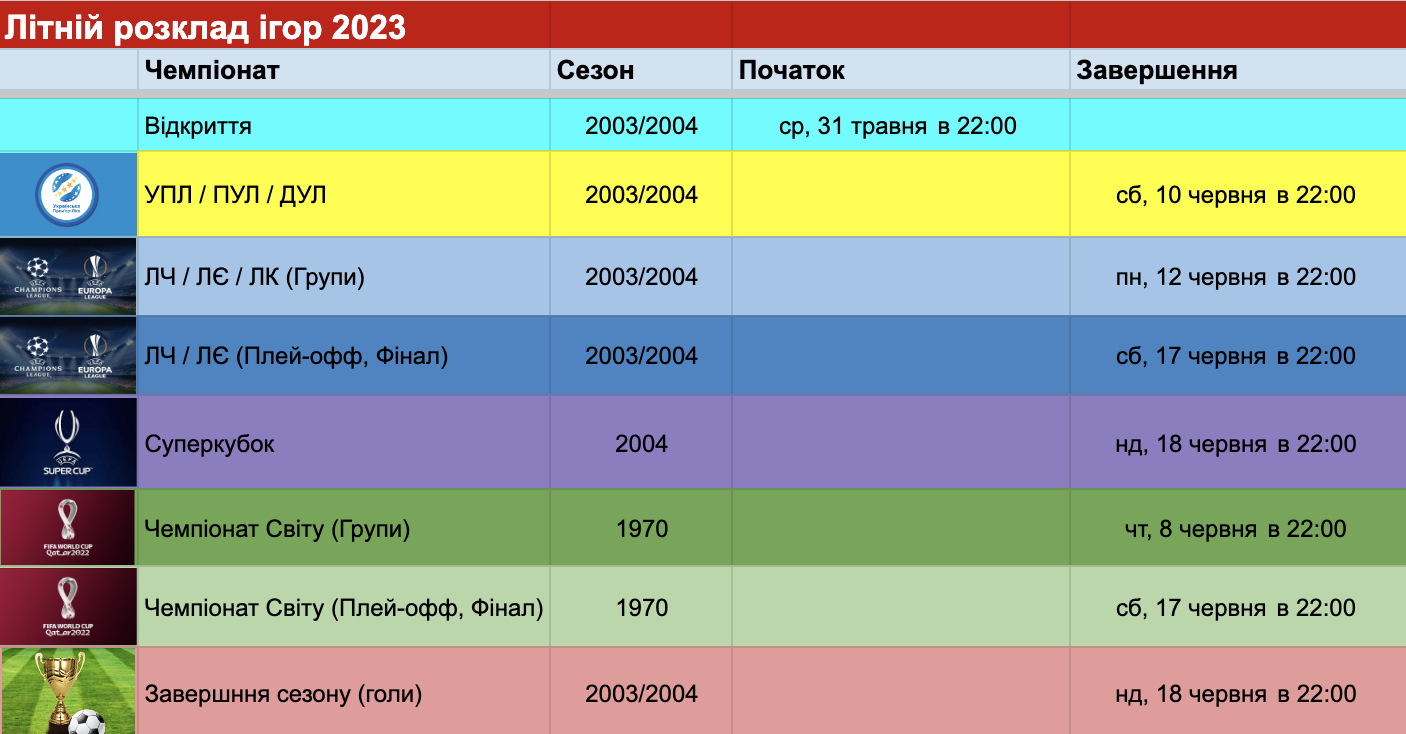 Літній розклад ігор 2023
Чемпіонат Сезон Початок Завершення
Відкриття 2003/2004 ср, 31 травня в 22:00
Українська
Прем'єр-Ліга
УПЛ / ПУЛ / ДУЛ 2003/2004 сб, 10 червня в 22:00
CHAMPIONS LEAGUE
EUROPA LEAGUE
ЛЧ / ЛЄ / ЛК (Групи) 2003/2004 пн, 12 червня в 22:00
CHAMPIONS LEAGUE
EUROPA LEAGUE
ЛЧ / ЛЄ (Плей-офф, Фінал) 2003/2004 сб, 17 червня в 22:00
UEFA
SUPER CUP
Суперкубок 2004 нд, 18 червня в 22:00
FIFA WORLD CUP
Qatar2022
Чемпіонат Світу (Групи) 1970 чт, 8 червня в 22:00
FIFA WORLD CUP
Qatar2022
Чемпіонат Світу (Плей-офф, Фінал) 1970 сб, 17 червня в 22:00
Завершння сезону (голи) 2003/2004 нд, 18 червня в 22:00